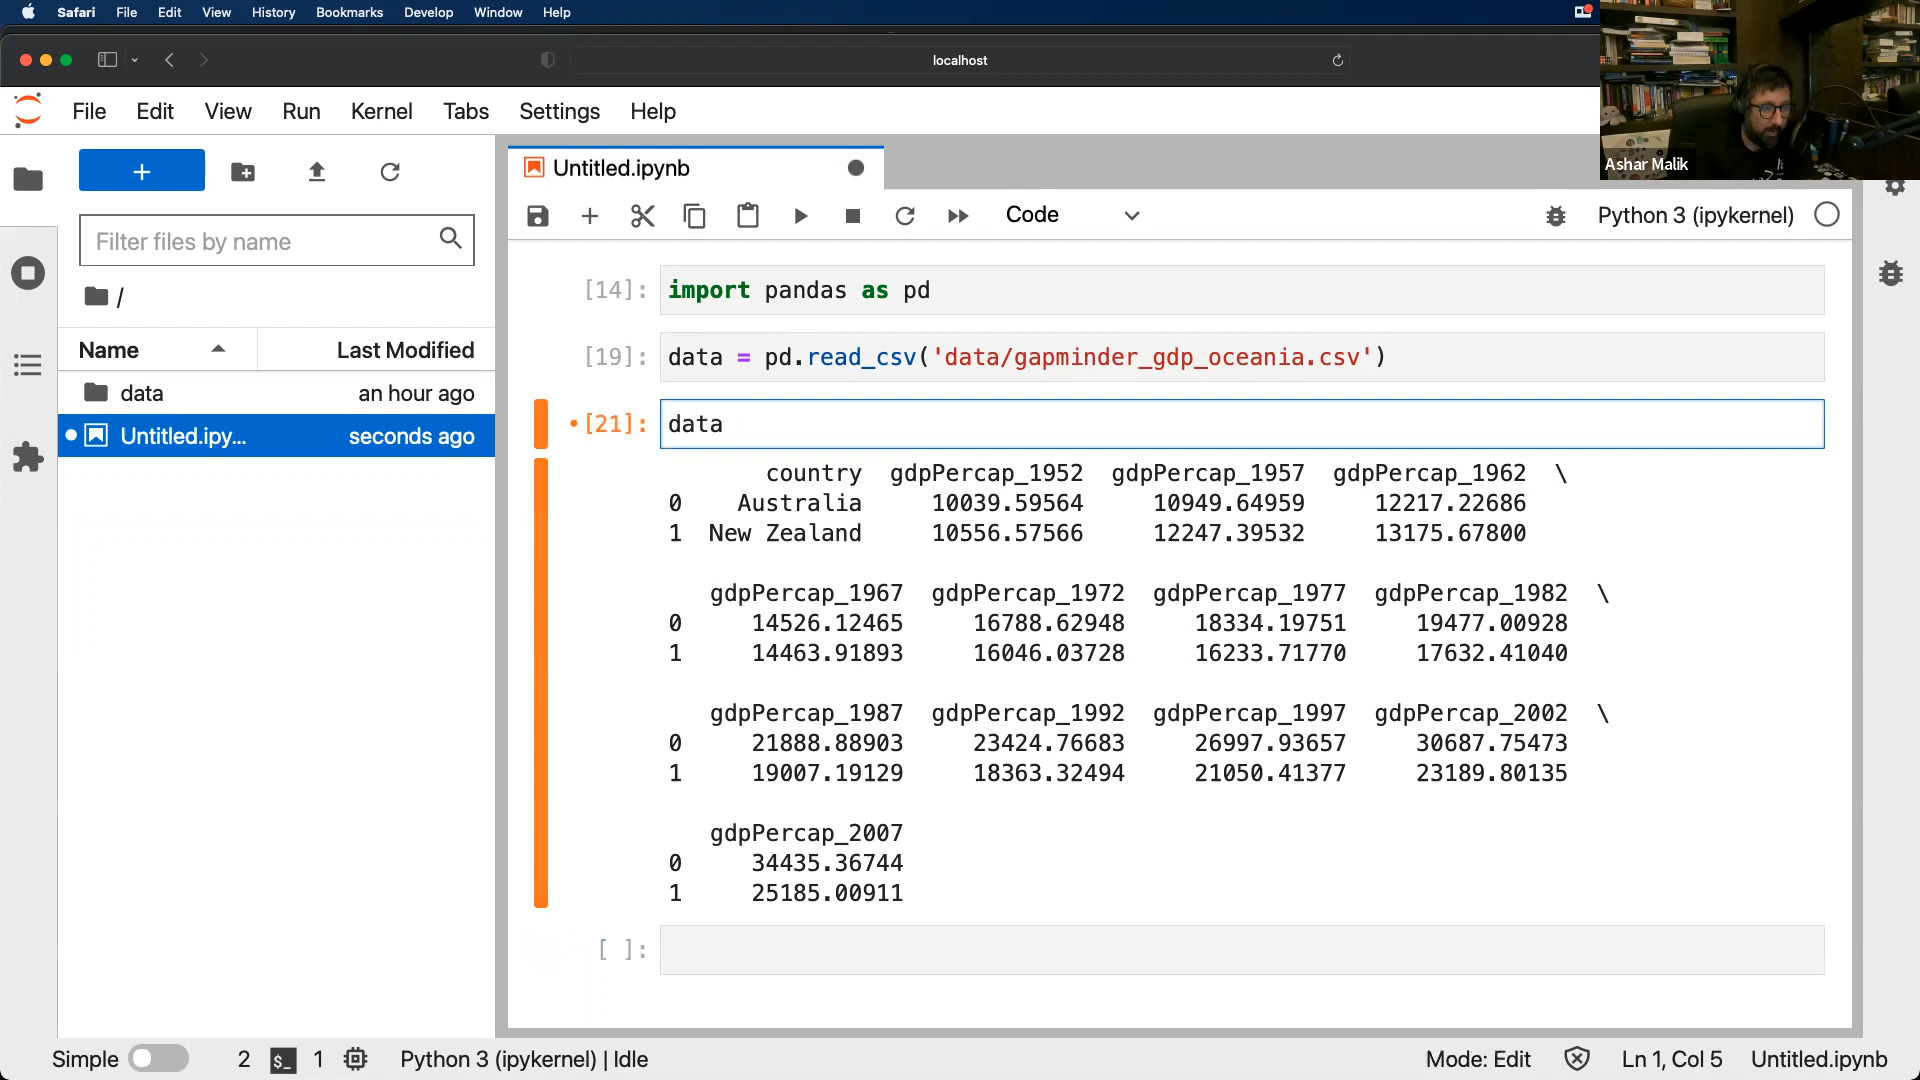 Safari File Edit View History Bookmarks Develop Window Help
localhost
Ashar Malik
File Edit View Run Kernel Tabs Settings Help
+
Filter files by name
/
Name Last Modified
data an hour ago
Untitled.ipy... seconds ago
Untitled.ipynb
Code
Python 3 (ipykernel)
[14]: import pandas as pd
[19]: data = pd.read_csv('data/gapminder_gdp_oceania.csv')
•[21]: data
country gdpPercap_1952 gdpPercap_1957 gdpPercap_1962 \
0 Australia 10039.59564 10949.64959 12217.22686
1 New Zealand 10556.57566 12247.39532 13175.67800
gdpPercap_1967 gdpPercap_1972 gdpPercap_1977 gdpPercap_1982 \
0 14526.12465 16788.62948 18334.19751 19477.00928
1 14463.91893 16046.03728 16233.71770 17632.41040
gdpPercap_1987 gdpPercap_1992 gdpPercap_1997 gdpPercap_2002 \
0 21888.88903 23424.76683 26997.93657 30687.75473
1 19007.19129 18363.32494 21050.41377 23189.80135
gdpPercap_2007
0 34435.36744
1 25185.00911
[ ]:
Simple 2 $_ 1 Python 3 (ipykernel) | Idle Mode: Edit Ln 1, Col 5 Untitled.ipynb